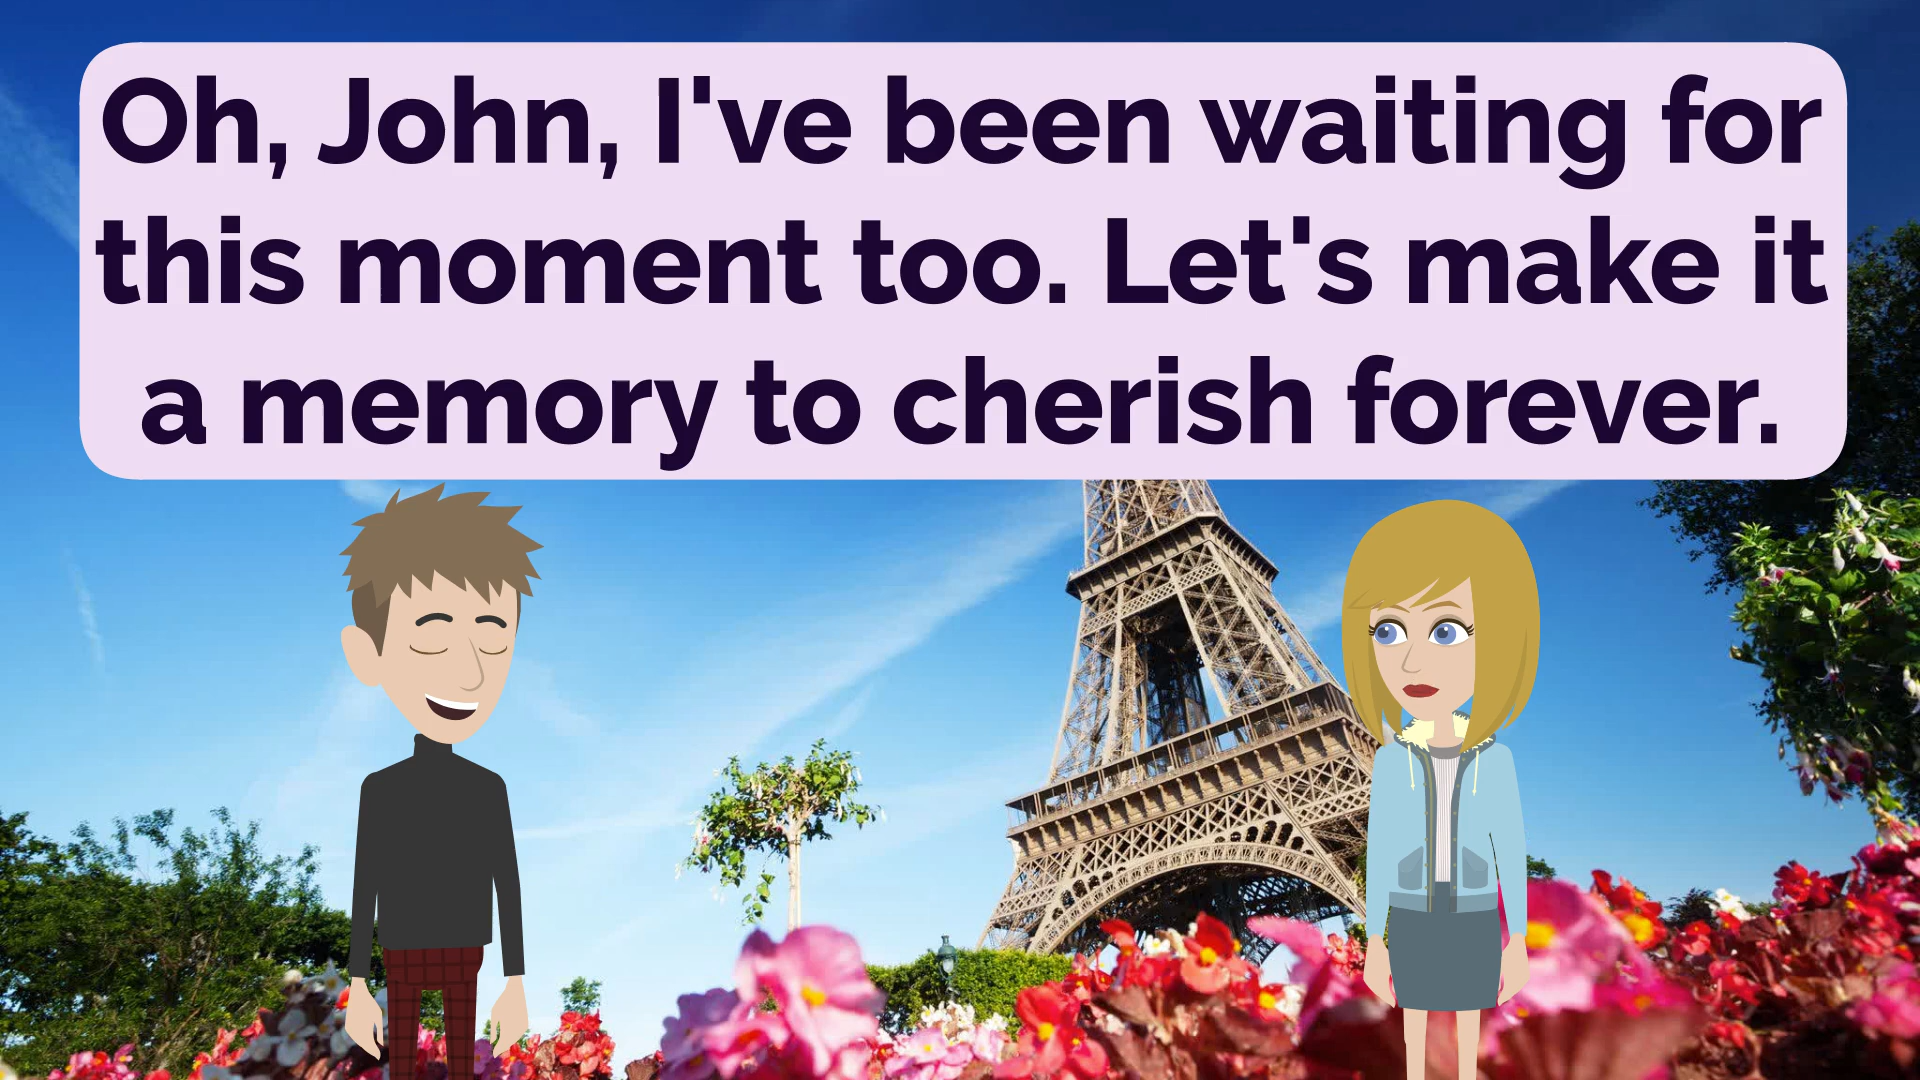 Oh, John, I've been waiting for
this moment too. Let's make it
a memory to cherish forever.